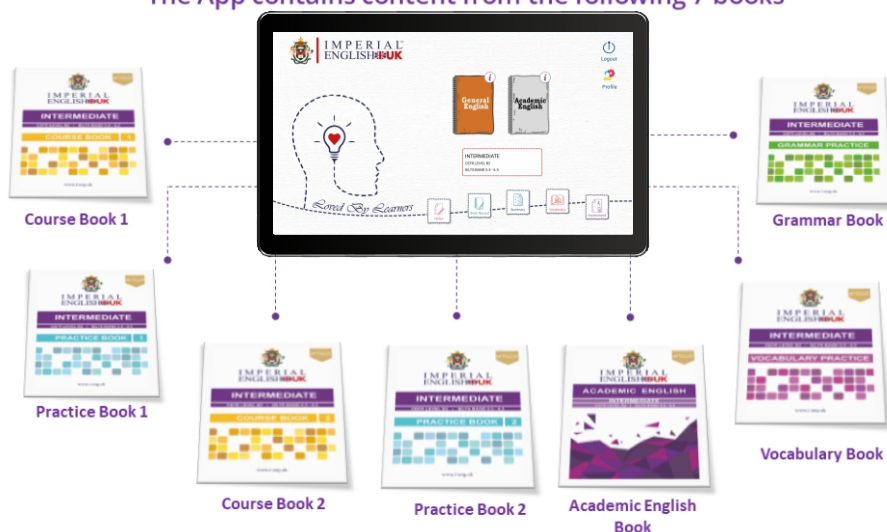 The App contains content from the following 7 books
IMPERIAL
ENGLISH UK
Logout
Profile
General
English
Academic
English
INTERMEDIATE
CEFR LEVEL B2
Loved By Learners
IMPERIAL
ENGLISH UK
INTERMEDIATE
COURSE BOOK 1
Course Book 1
IMPERIAL
ENGLISH UK
INTERMEDIATE
GRAMMAR PRACTICE
Grammar Book
IMPERIAL
ENGLISH UK
INTERMEDIATE
PRACTICE BOOK 1
Practice Book 1
IMPERIAL
ENGLISH UK
INTERMEDIATE
COURSE BOOK 2
Course Book 2
IMPERIAL
ENGLISH UK
INTERMEDIATE
PRACTICE BOOK 2
Practice Book 2
IMPERIAL
ENGLISH UK
ACADEMIC ENGLISH
INTERMEDIATE
Academic English
Book
IMPERIAL
ENGLISH UK
INTERMEDIATE
VOCABULARY PRACTICE
Vocabulary Book